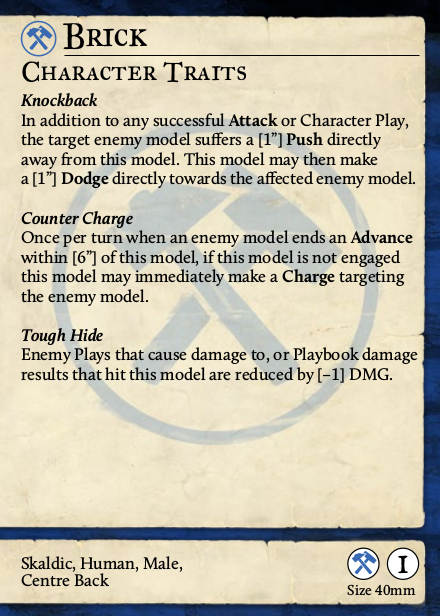 Brick
Character Traits
Knockback
In addition to any successful Attack or Character Play,
the target enemy model suffers a [1”] Push directly
away from this model. This model may then make
a [1”] Dodge directly towards the affected enemy model.
Counter Charge
Once per turn when an enemy model ends an Advance
within [6”] of this model, if this model is not engaged
this model may immediately make a Charge targeting
the enemy model.
Tough Hide
Enemy Plays that cause damage to, or Playbook damage
results that hit this model are reduced by [–1] DMG.
Skaldic, Human, Male,
Centre Back
I
Size 40mm